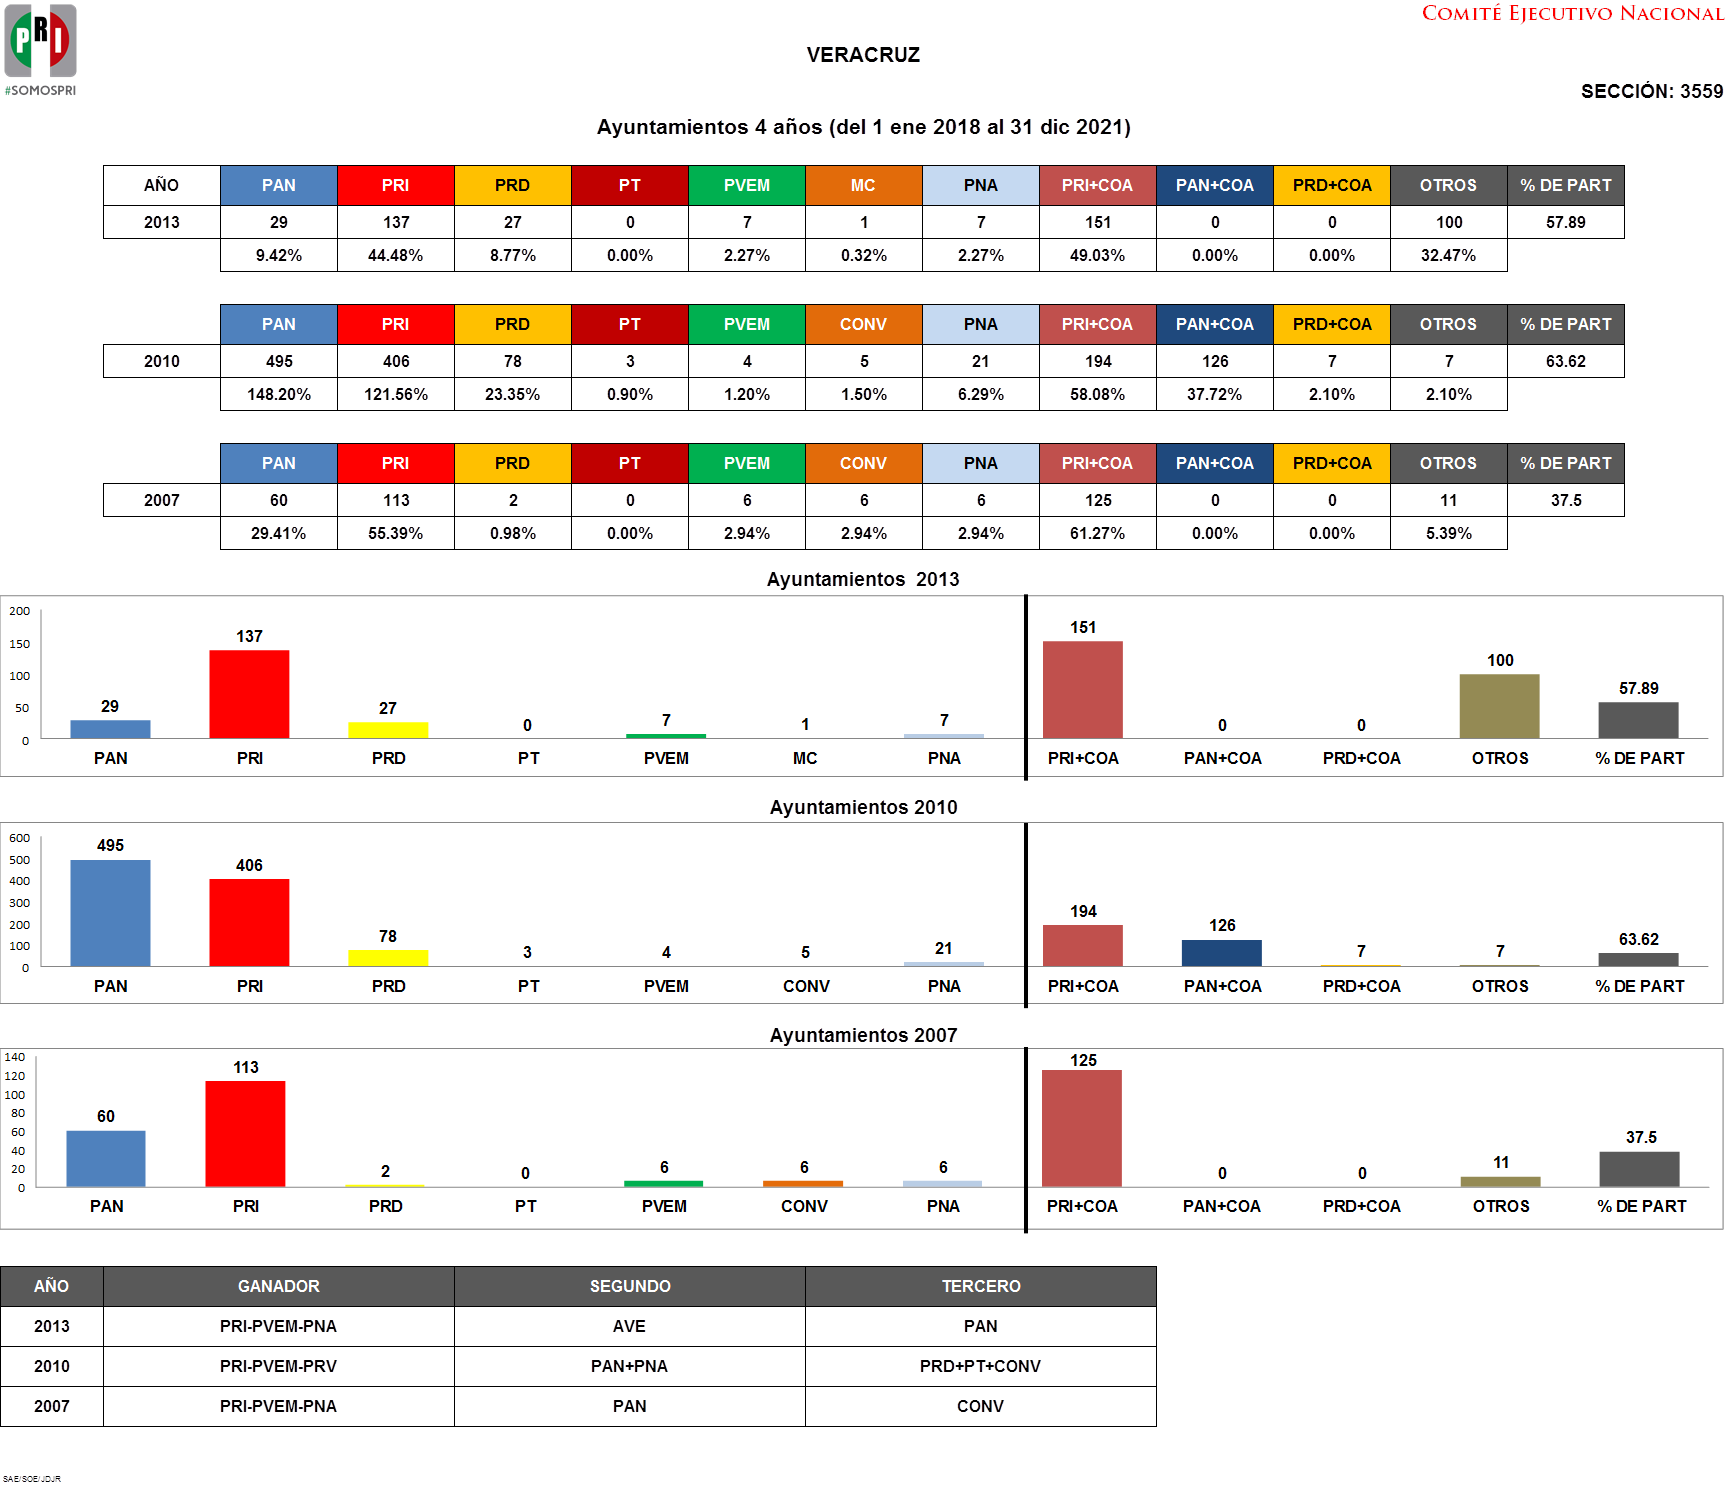 COMITÉ EJECUTIVO NACIONAL
PRI
#SOMOSPRI
VERACRUZ
SECCIÓN: 3559
Ayuntamientos 4 años (del 1 ene 2018 al 31 dic 2021)
AÑO PAN PRI PRD PT PVEM MC PNA PRI+COA PAN+COA PRD+COA OTROS % DE PART
2013 29 137 27 0 7 1 7 151 0 0 100 57.89
9.42% 44.48% 8.77% 0.00% 2.27% 0.32% 2.27% 49.03% 0.00% 0.00% 32.47%
PAN PRI PRD PT PVEM CONV PNA PRI+COA PAN+COA PRD+COA OTROS % DE PART
2010 495 406 78 3 4 5 21 194 126 7 7 63.62
148.20% 121.56% 23.35% 0.90% 1.20% 1.50% 6.29% 58.08% 37.72% 2.10% 2.10%
PAN PRI PRD PT PVEM CONV PNA PRI+COA PAN+COA PRD+COA OTROS % DE PART
2007 60 113 2 0 6 6 6 125 0 0 11 37.5
29.41% 55.39% 0.98% 0.00% 2.94% 2.94% 2.94% 61.27% 0.00% 0.00% 5.39%
Ayuntamientos 2013
200
150
100
50
0
29 137 27 0 7 1 7 151 0 0 100 57.89
PAN PRI PRD PT PVEM MC PNA PRI+COA PAN+COA PRD+COA OTROS % DE PART
Ayuntamientos 2010
600
500
400
300
200
100
0
495 406 78 3 4 5 21 194 126 7 7 63.62
PAN PRI PRD PT PVEM CONV PNA PRI+COA PAN+COA PRD+COA OTROS % DE PART
Ayuntamientos 2007
140
120
100
80
60
40
20
0
60 113 2 0 6 6 6 125 0 0 11 37.5
PAN PRI PRD PT PVEM CONV PNA PRI+COA PAN+COA PRD+COA OTROS % DE PART
AÑO GANADOR SEGUNDO TERCERO
2013 PRI-PVEM-PNA AVE PAN
2010 PRI-PVEM-PRV PAN+PNA PRD+PT+CONV
2007 PRI-PVEM-PNA PAN CONV
SAE/SOE/JDJR